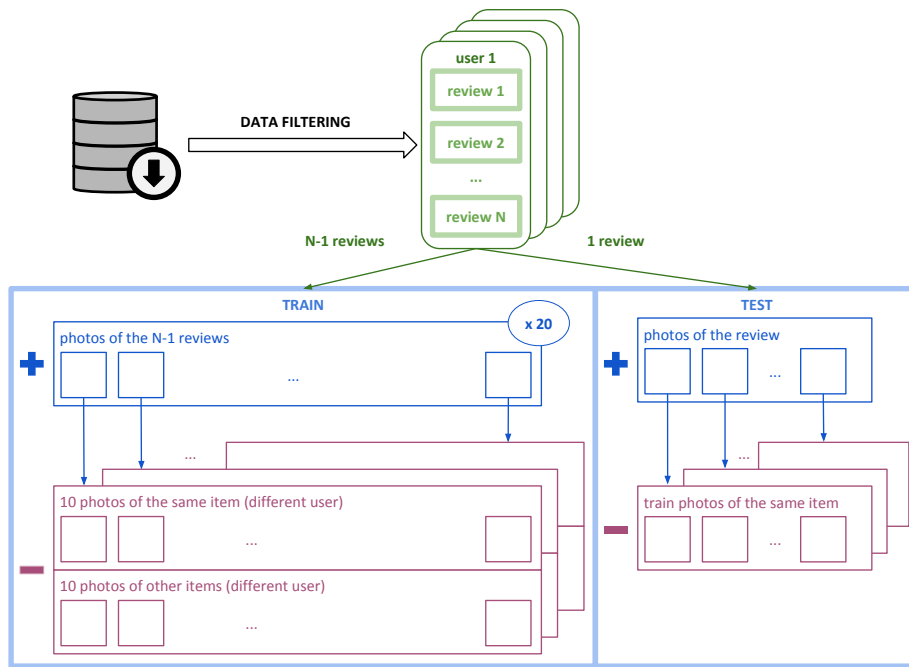 user 1
review 1
DATA FILTERING
review 2
...
review N
N-1 reviews
1 review
TRAIN
x 20
photos of the N-1 reviews
...
...
10 photos of the same item (different user)
...
10 photos of other items (different user)
...
TEST
photos of the review
...
...
train photos of the same item
...